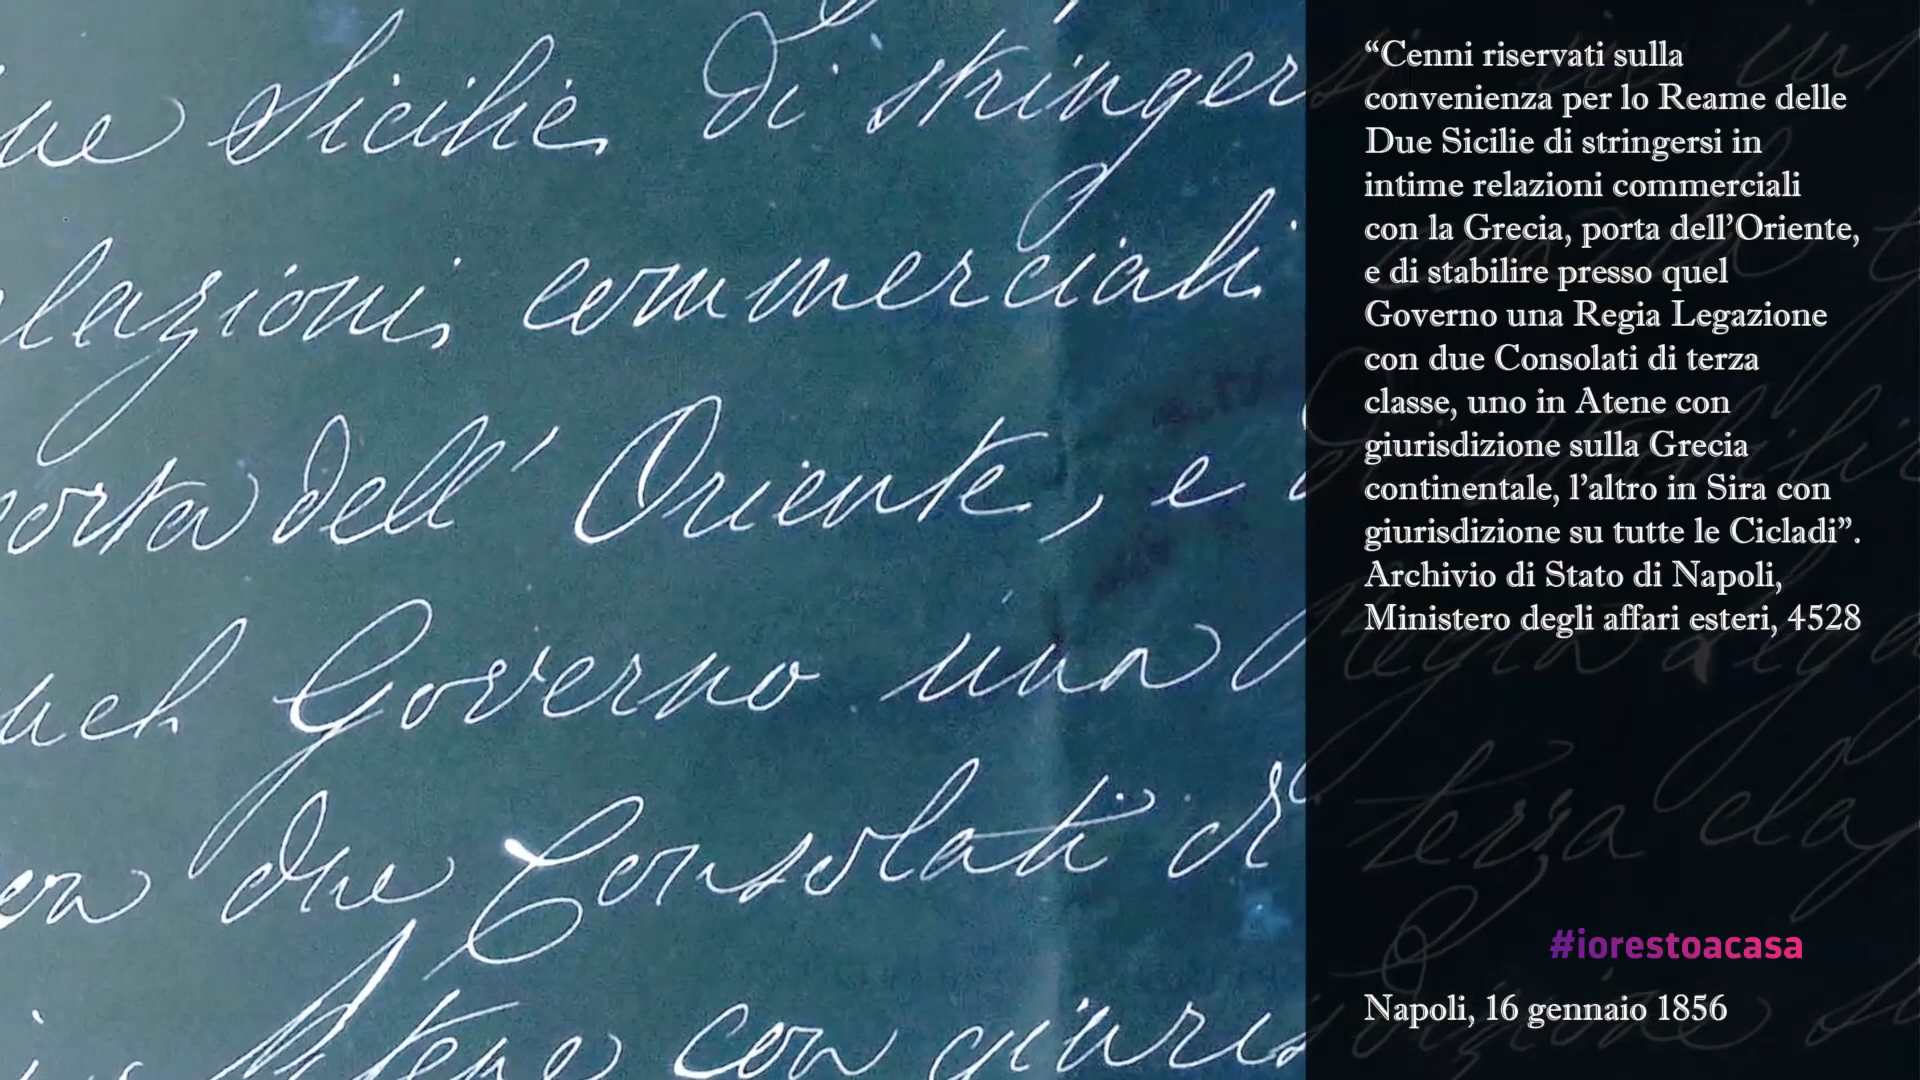 ue Sicilie di stringer
lazioni commerciali
porta dell' Oriente, e
quel Governo una
con due Consolati di
in Atene con giuris
“Cenni riservati sulla
convenienza per lo Reame delle
Due Sicilie di stringersi in
intime relazioni commerciali
con la Grecia, porta dell’Oriente,
e di stabilire presso quel
Governo una Regia Legazione
con due Consolati di terza
classe, uno in Atene con
giurisdizione sulla Grecia
continentale, l’altro in Sira con
giurisdizione su tutte le Cicladi”.
Archivio di Stato di Napoli,
Ministero degli affari esteri, 4528
#iorestoacasa
Napoli, 16 gennaio 1856